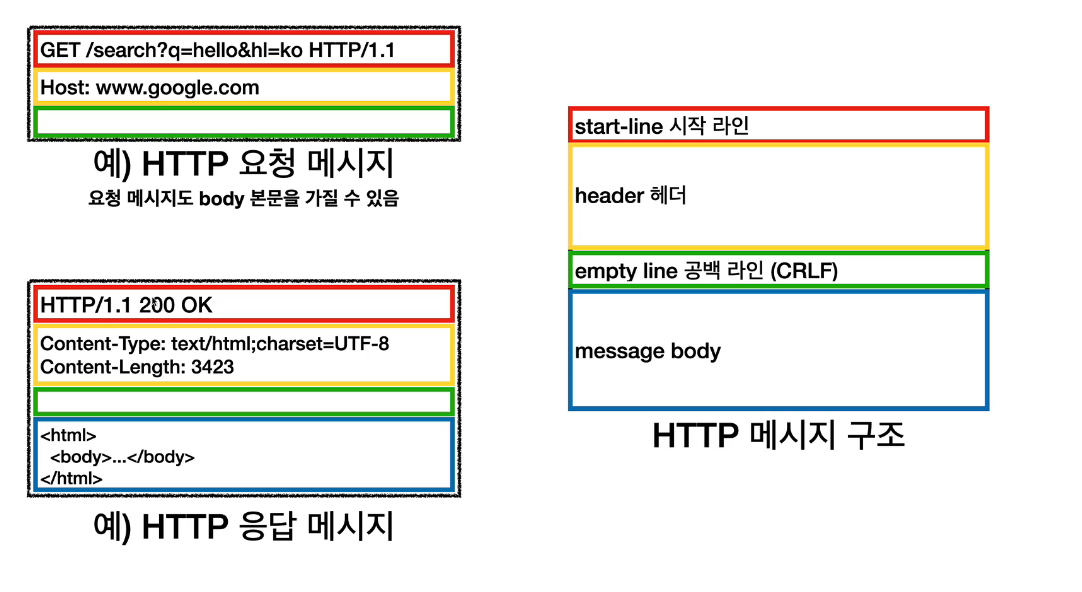 GET /search?q=hello&hl=ko HTTP/1.1
Host: www.google.com
예) HTTP 요청 메시지
요청 메시지도 body 본문을 가질 수 있음
HTTP/1.1 200 OK
Content-Type: text/html;charset=UTF-8
Content-Length: 3423
<html>
<body>...</body>
</html>
예) HTTP 응답 메시지
start-line 시작 라인
header 헤더
empty line 공백 라인 (CRLF)
message body
HTTP 메시지 구조